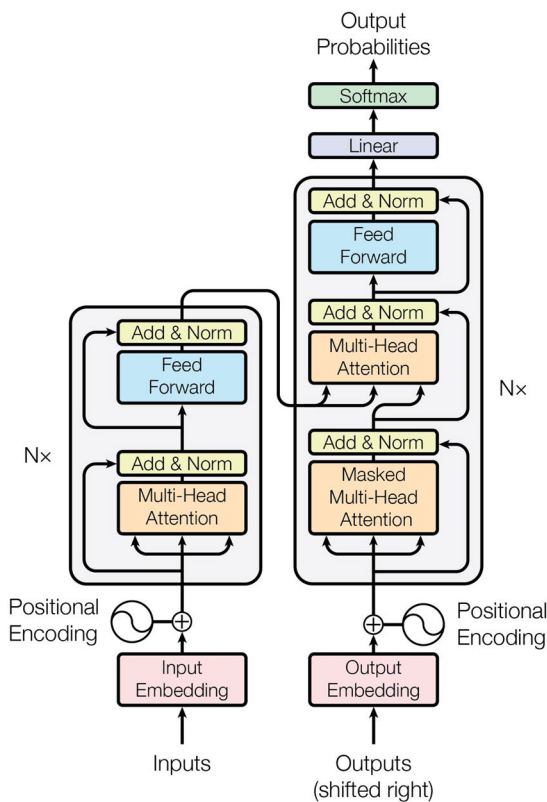 Output
Probabilities
Softmax
Linear
Add & Norm
Feed
Forward
Add & Norm
Multi-Head
Attention
Nx
Add & Norm
Masked
Multi-Head
Attention
Add & Norm
Feed
Forward
N×
Add & Norm
Multi-Head
Attention
Positional
Encoding
Positional
Encoding
Input
Embedding
Output
Embedding
Inputs
Outputs
(shifted right)